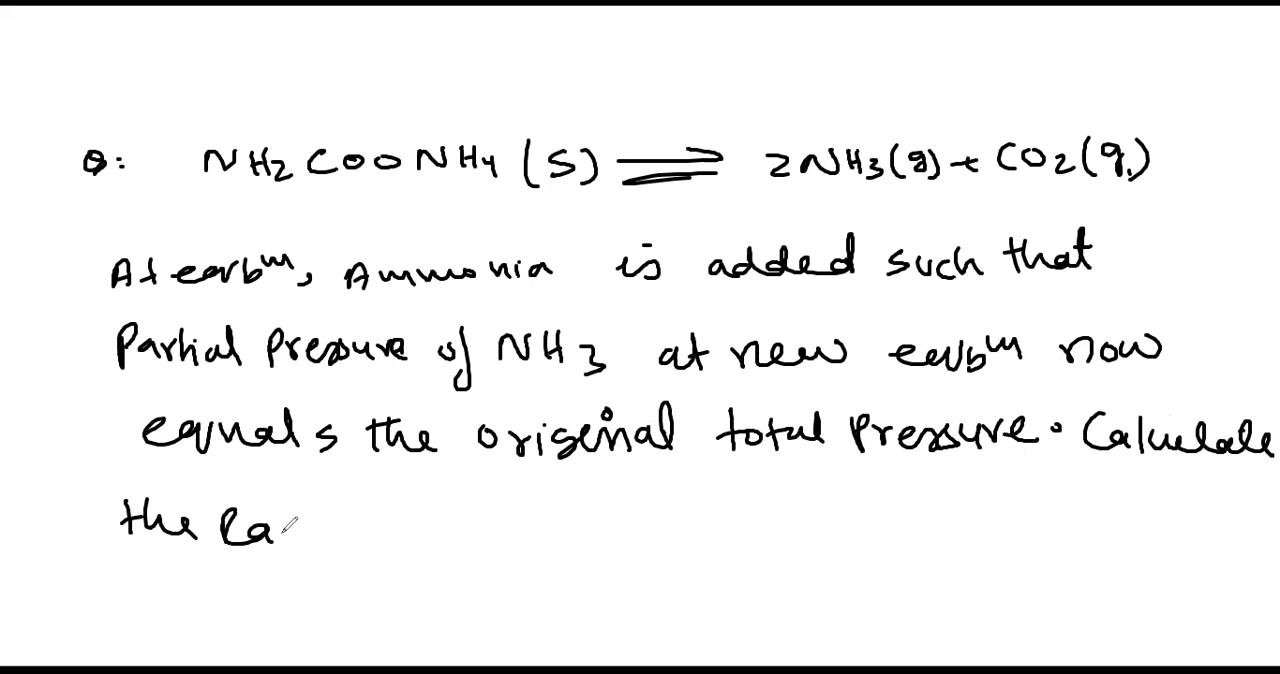 Q: NH2COONH4(S) ⇌ 2NH3(g) + CO2(g)
At eqbm, Ammonia is added such that
Partial Pressure of NH3 at new eqbm now
equals the original total Pressure. Calculate
the Ra